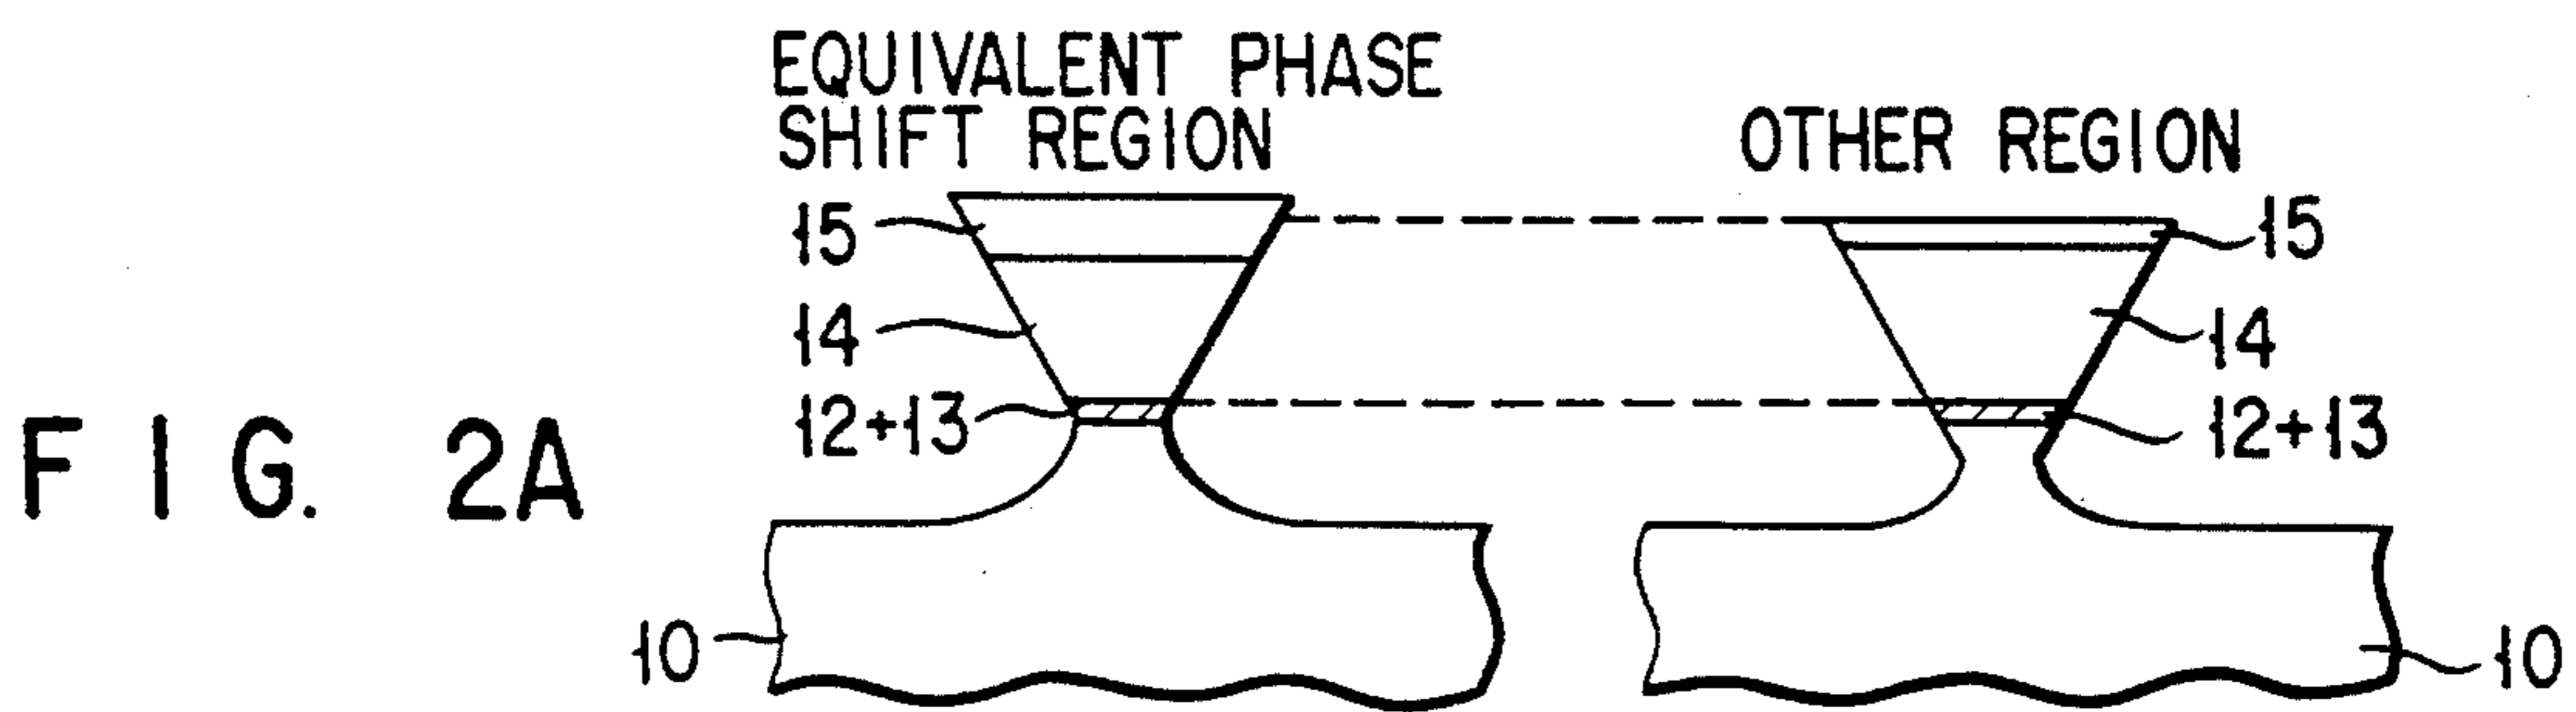 EQUIVALENT PHASE
SHIFT REGION
OTHER REGION
15
15
14
14
12+13
12+13
FIG. 2A
10
10